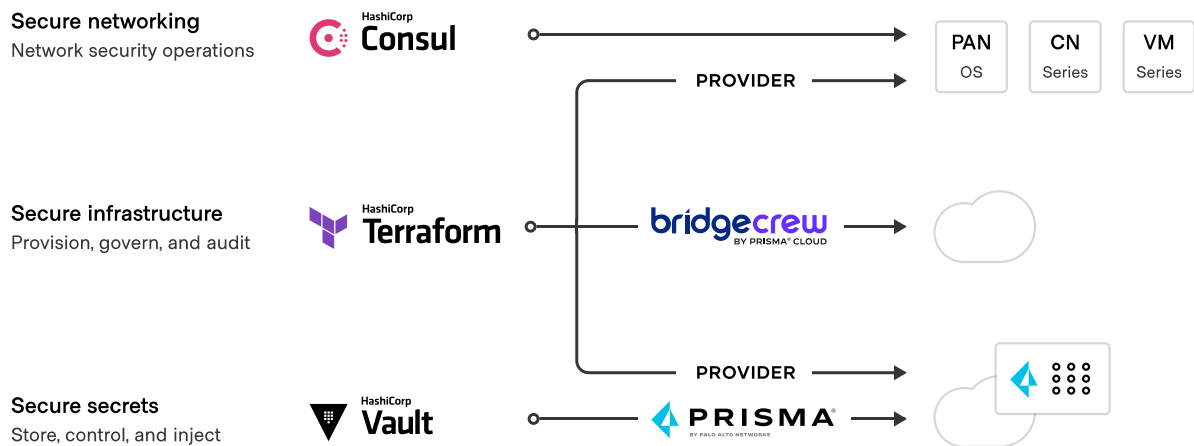 Secure networking
Network security operations
HashiCorp
Consul
PAN
OS
CN
Series
VM
Series
PROVIDER
Secure infrastructure
Provision, govern, and audit
HashiCorp
Terraform
bridgecrew
BY PRISMA® CLOUD
PROVIDER
Secure secrets
Store, control, and inject
HashiCorp
Vault
PRISMA®
BY PALO ALTO NETWORKS